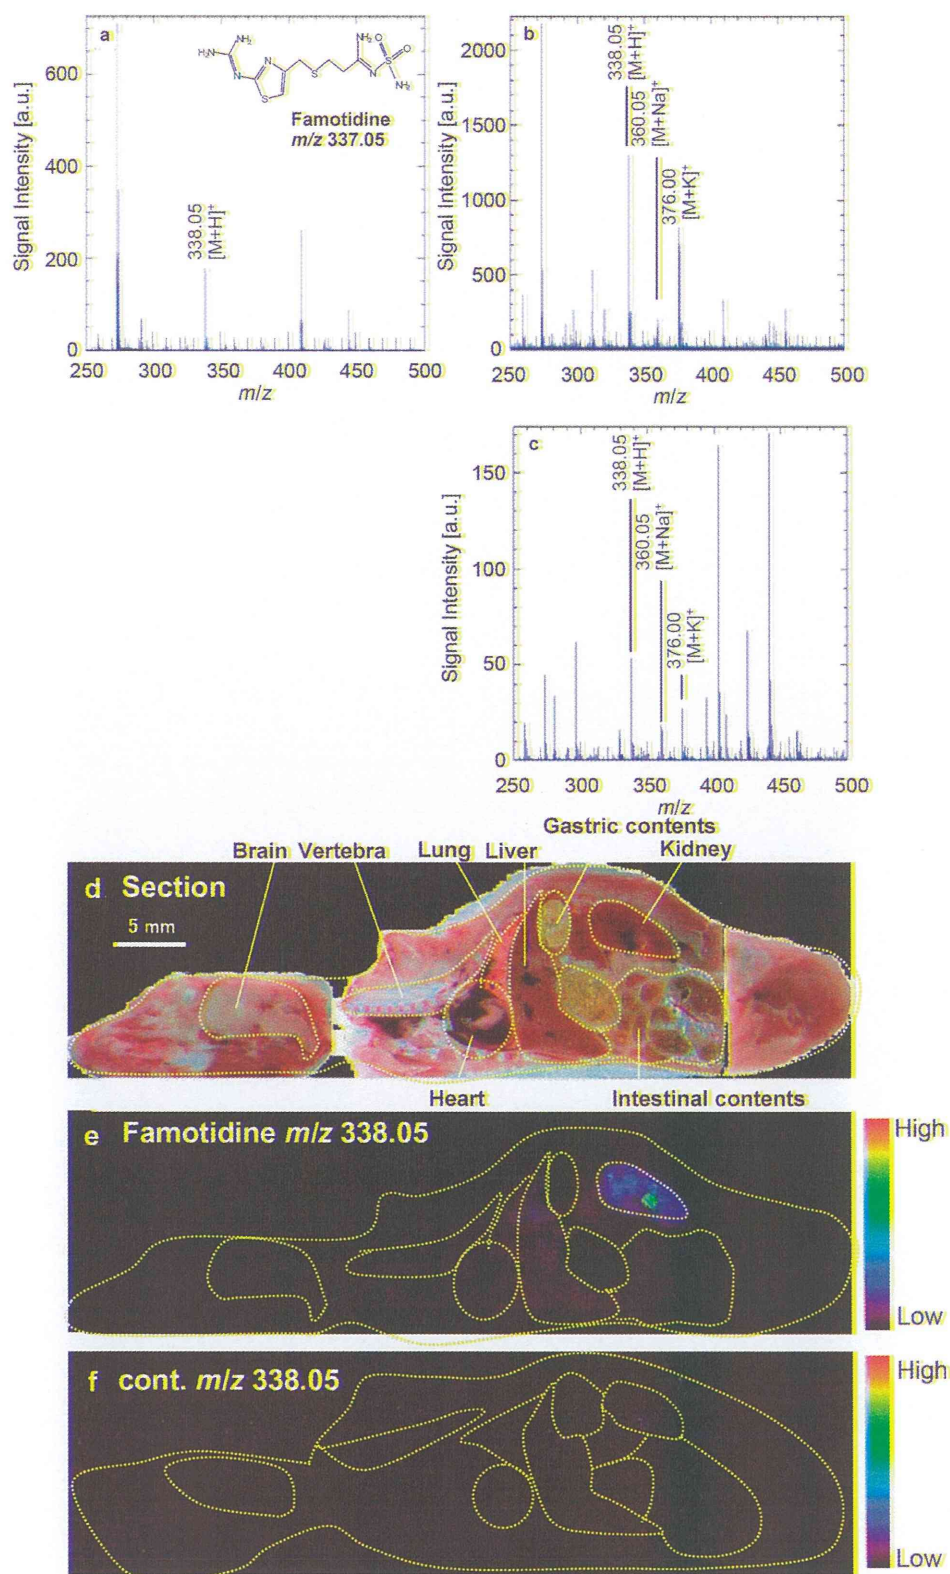 a
NH₂
H₂N
N
N
S
S
NH₂
N
O
S
O
NH₂
Famotidine
m/z 337.05
338.05
[M+H]⁺
Signal Intensity [a.u.]
600
400
200
0
250 300 350 400 450 500
m/z
b
338.05
[M+H]⁺
360.05
[M+Na]⁺
376.00
[M+K]⁺
Signal Intensity [a.u.]
2000
1500
1000
500
0
250 300 350 400 450 500
m/z
c
338.05
[M+H]⁺
360.05
[M+Na]⁺
376.00
[M+K]⁺
Signal Intensity [a.u.]
150
100
50
0
250 300 350 400 450 500
m/z
Gastric contents
Brain Vertebra Lung Liver Kidney
d Section
5 mm
Heart Intestinal contents
e Famotidine m/z 338.05
High
Low
f cont. m/z 338.05
High
Low